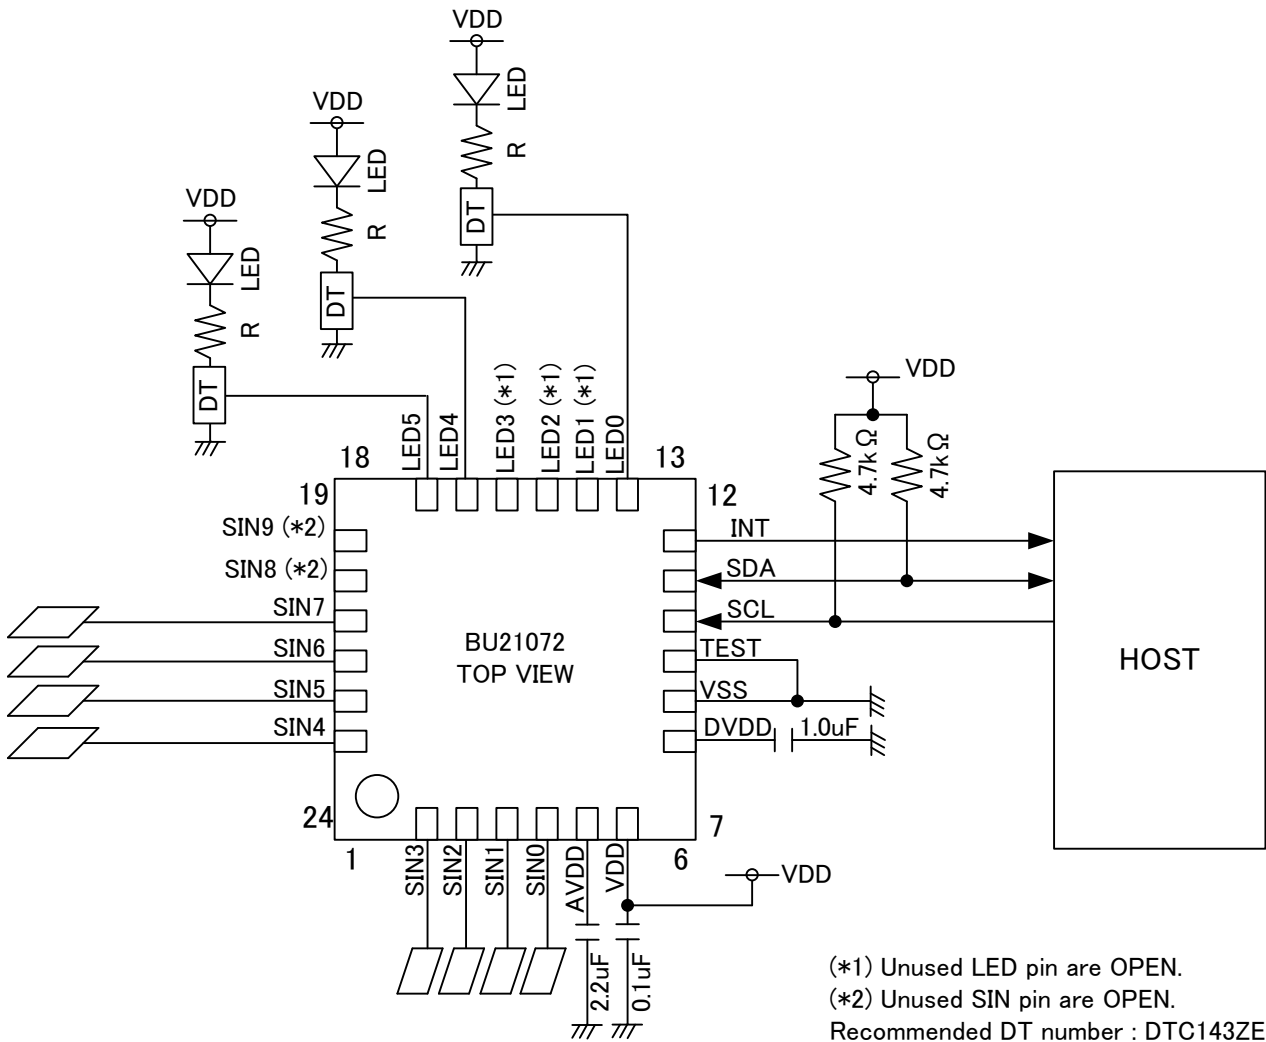 VDD
LED
R
DT
VDD
LED
R
DT
VDD
LED
R
DT
LED5
LED4
LED3 (*1)
LED2 (*1)
LED1 (*1)
LED0
VDD
4.7kΩ
4.7kΩ
18
13
19
12
SIN9 (*2)
SIN8 (*2)
SIN7
SIN6
SIN5
SIN4
INT
SDA
SCL
TEST
VSS
DVDD
1.0uF
BU21072
TOP VIEW
HOST
24
7
1
6
SIN3
SIN2
SIN1
SIN0
AVDD
VDD
VDD
2.2uF
0.1uF
(*1) Unused LED pin are OPEN.
(*2) Unused SIN pin are OPEN.
Recommended DT number : DTC143ZE